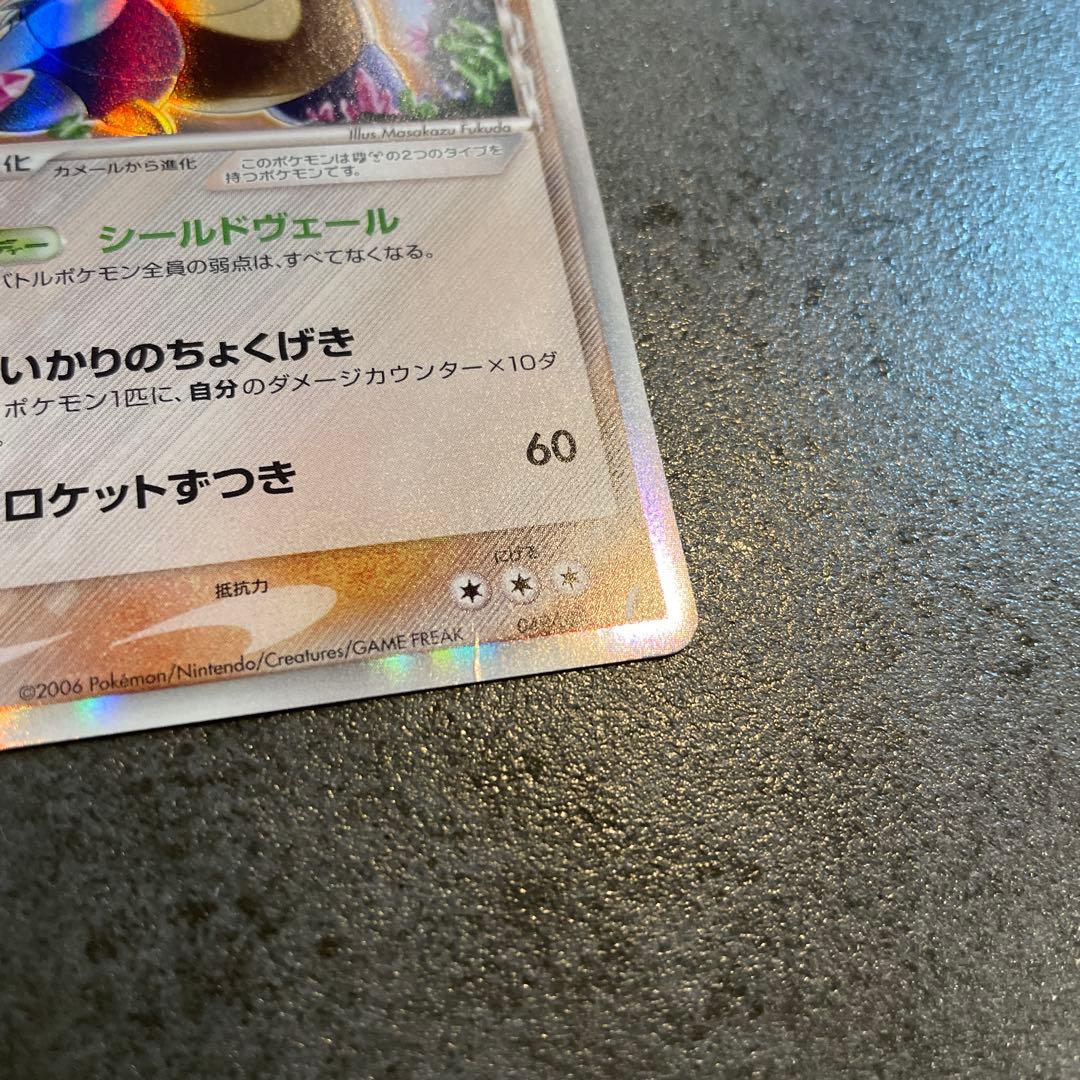 Illus. Masakazu Fukuda
化 カメールから進化
このポケモンは の2つのタイプを
持つポケモンです。
ディー シールドヴェール
バトルポケモン全員の弱点は、すべてなくなる。
いかりのちょくげき
ポケモン1匹に、自分のダメージカウンター×10ダ
。
ロケットずつき 60
抵抗力 にげる
©2006 Pokémon/Nintendo/Creatures/GAME FREAK